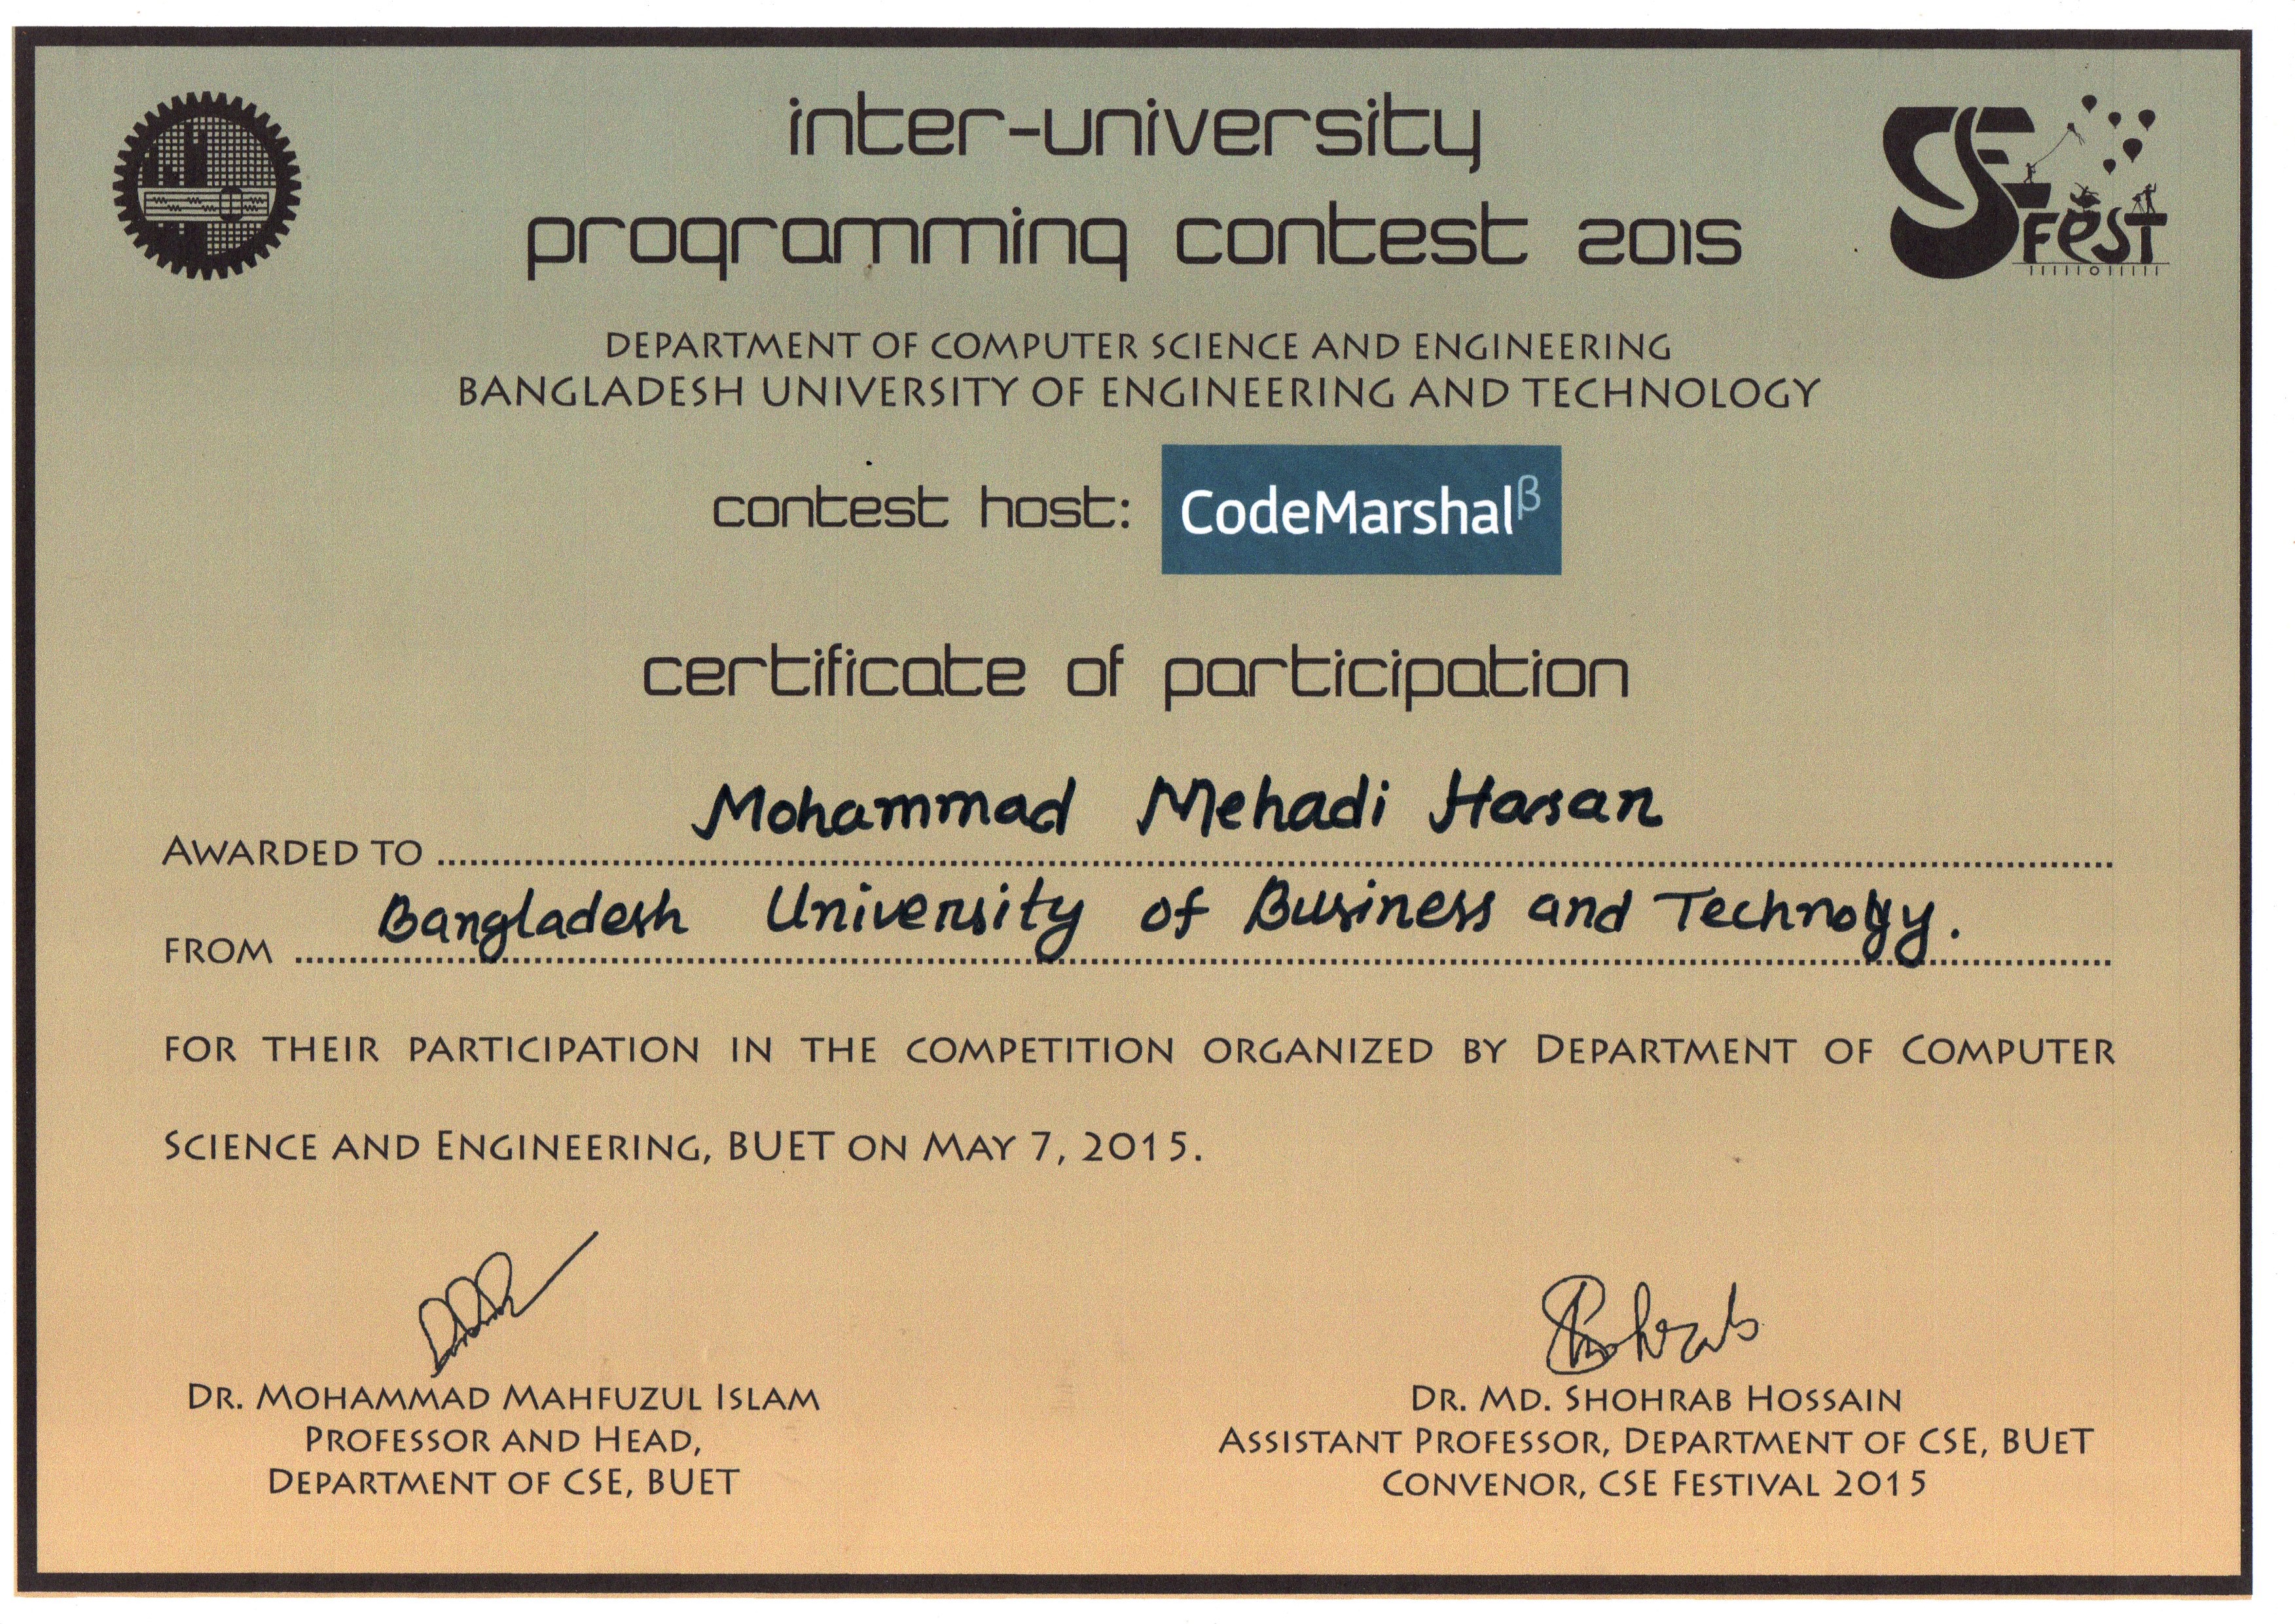 inter-university
programming contest 2015
CSE FEST
DEPARTMENT OF COMPUTER SCIENCE AND ENGINEERING
BANGLADESH UNIVERSITY OF ENGINEERING AND TECHNOLOGY
contest host: CodeMarshalβ
certificate of participation
AWARDED TO Mohammad Mehadi Hasan
FROM Bangladesh University of Business and Technology.
FOR THEIR PARTICIPATION IN THE COMPETITION ORGANIZED BY DEPARTMENT OF COMPUTER
SCIENCE AND ENGINEERING, BUET ON MAY 7, 2015.
Shohrab
DR. MOHAMMAD MAHFUZUL ISLAM
PROFESSOR AND HEAD,
DEPARTMENT OF CSE, BUET
DR. MD. SHOHRAB HOSSAIN
ASSISTANT PROFESSOR, DEPARTMENT OF CSE, BUET
CONVENOR, CSE FESTIVAL 2015